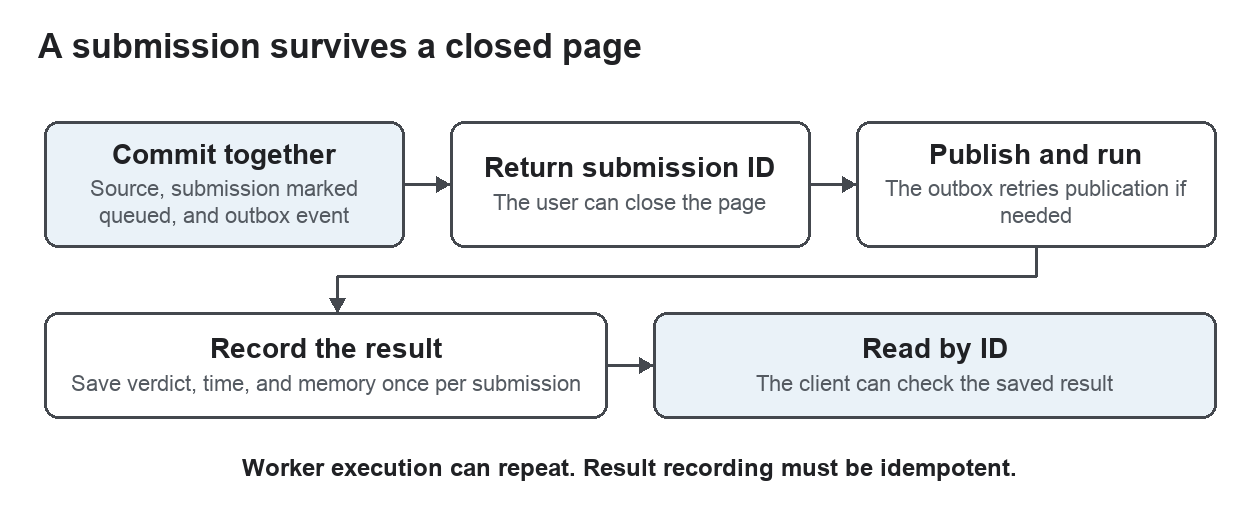 A submission survives a closed page
Commit together
Source, submission marked
queued, and outbox event
Return submission ID
The user can close the page
Publish and run
The outbox retries publication if
needed
Record the result
Save verdict, time, and memory once per submission
Read by ID
The client can check the saved result
Worker execution can repeat. Result recording must be idempotent.